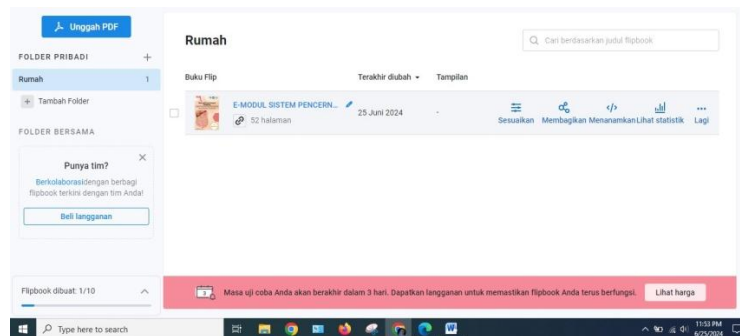 Unggah PDF
FOLDER PRIBADI
Rumah 1
Tambah Folder
FOLDER BERSAMA
Punya tim?
Berkolaborasidengan berbagi
flipbook terkini dengan tim Anda!
Beli langganan
Flipbook dibuat: 1/10
Rumah
Cari berdasarkan judul flipbook
Buku Flip Terakhir diubah Tampilan
E-MODUL SISTEM PENCERN...
52 halaman
25 Juni 2024 -
Sesuaikan Membagikan Menanamkan Lihat statistik Lagi
Masa uji coba Anda akan berakhir dalam 3 hari. Dapatkan langganan untuk memastikan flipbook Anda terus berfungsi. Lihat harga
Type here to search
11:53 PM
6/25/2024